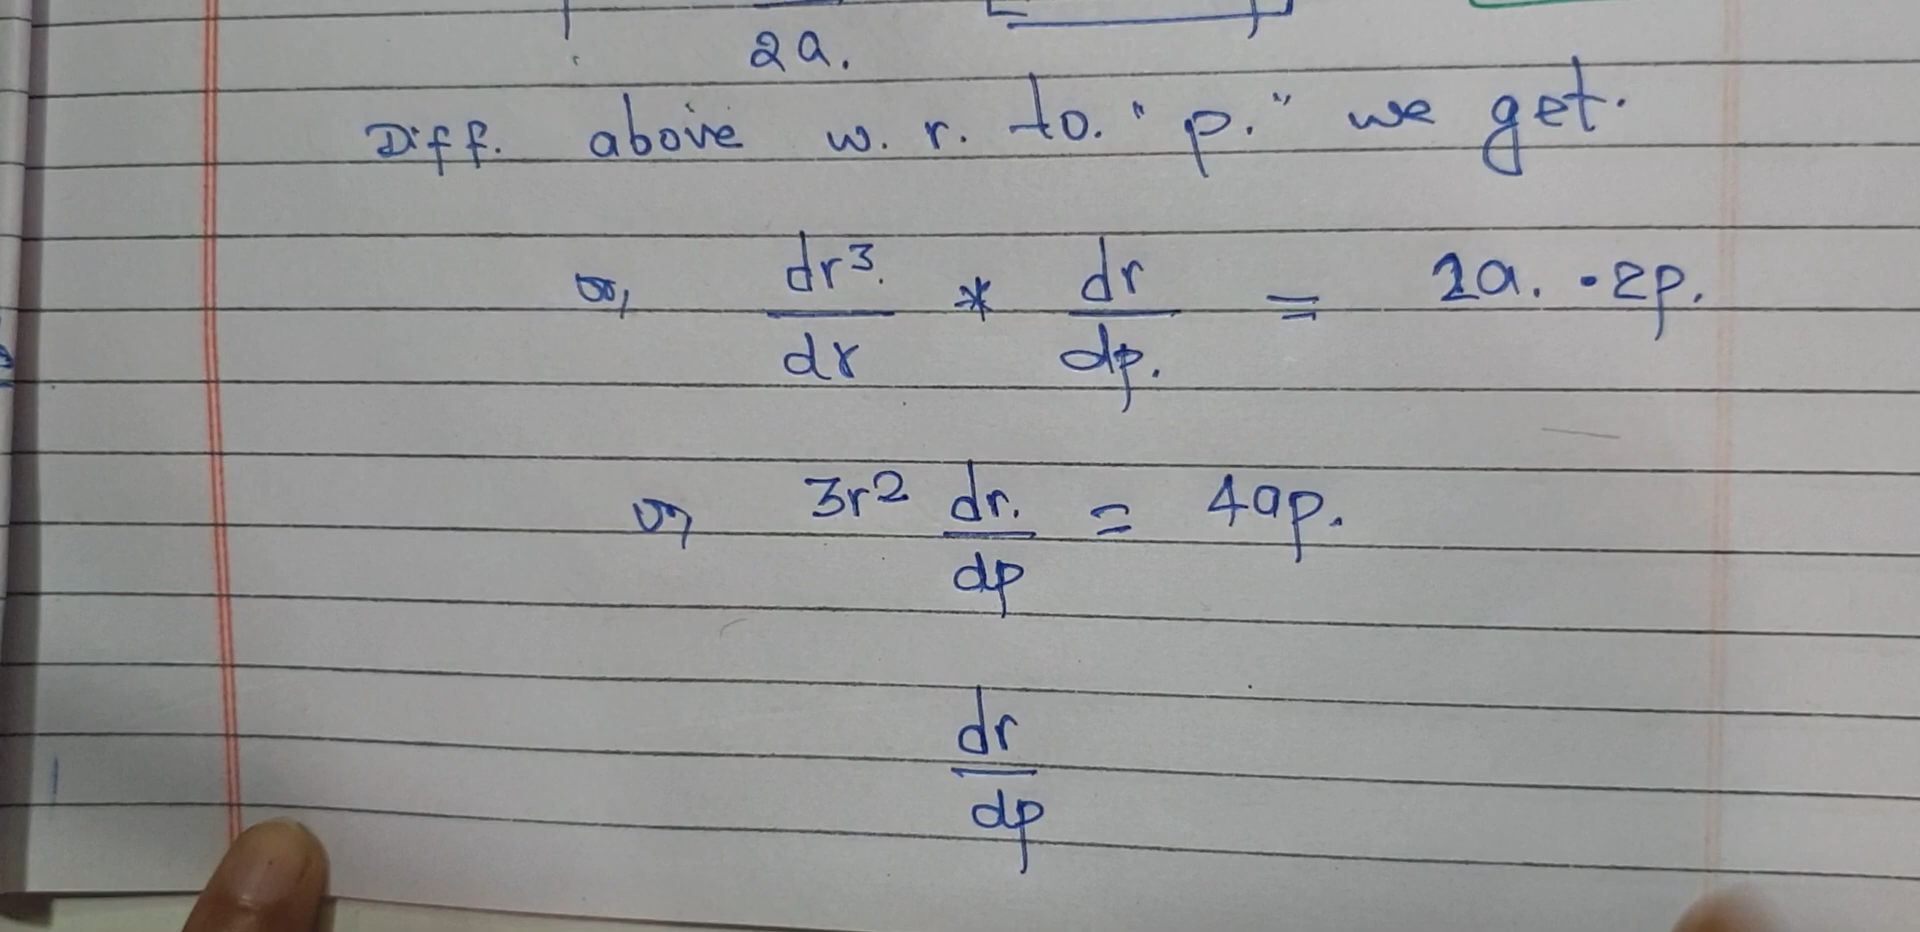 2a.
Diff. above w. r. to. "p." we get.
or, dr³. / dr * dr / dp. = 2a. · 2p.
or, 3r² dr. / dp = 4ap.
dr / dp